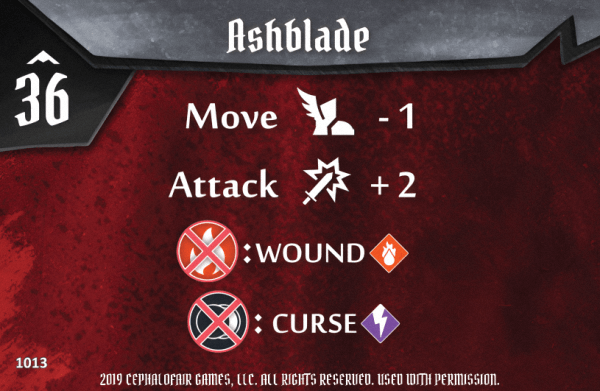 Ashblade
36
Move - 1
Attack + 2
: WOUND
: CURSE
1013
2019 CEPHALOFAIR GAMES, LLC. ALL RIGHTS RESERVED. USED WITH PERMISSION.